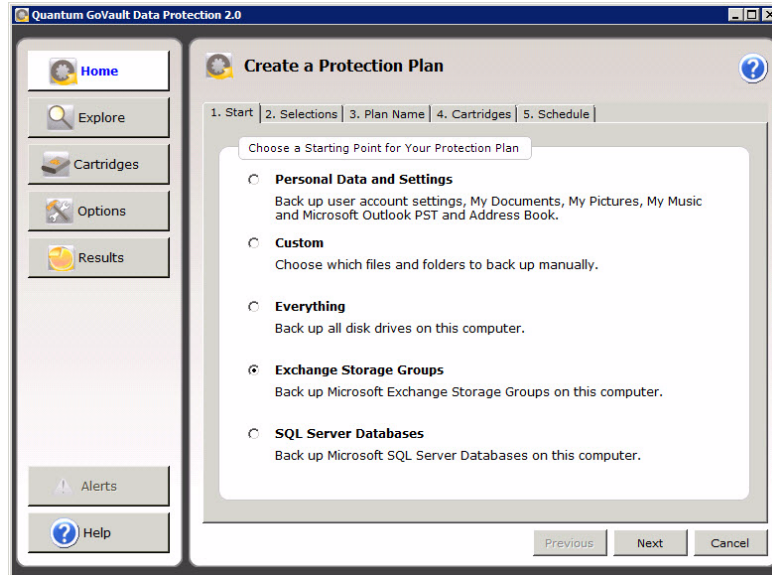 Quantum GoVault Data Protection 2.0
Home
Explore
Cartridges
Options
Results
Alerts
Help
Create a Protection Plan
1. Start
2. Selections
3. Plan Name
4. Cartridges
5. Schedule
Choose a Starting Point for Your Protection Plan
Personal Data and Settings
Back up user account settings, My Documents, My Pictures, My Music
and Microsoft Outlook PST and Address Book.
Custom
Choose which files and folders to back up manually.
Everything
Back up all disk drives on this computer.
Exchange Storage Groups
Back up Microsoft Exchange Storage Groups on this computer.
SQL Server Databases
Back up Microsoft SQL Server Databases on this computer.
Previous
Next
Cancel